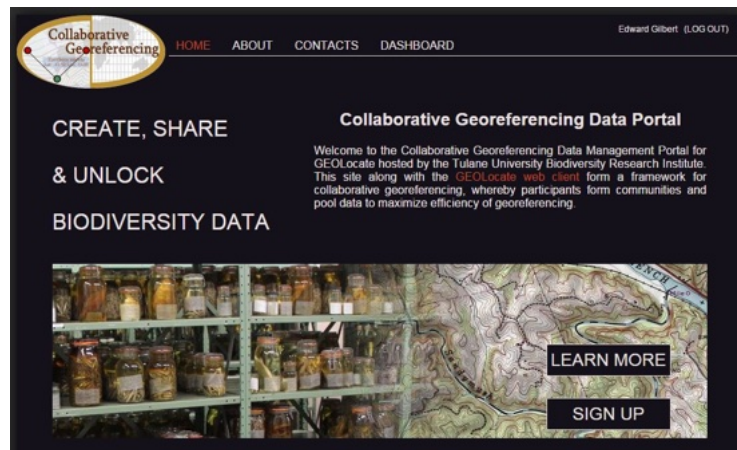 Collaborative
Georeferencing
HOME ABOUT CONTACTS DASHBOARD
Edward Gilbert (LOG OUT)
CREATE, SHARE
& UNLOCK
BIODIVERSITY DATA
Collaborative Georeferencing Data Portal
Welcome to the Collaborative Georeferencing Data Management Portal for
GEOLocate hosted by the Tulane University Biodiversity Research Institute.
This site along with the GEOLocate web client form a framework for
collaborative georeferencing, whereby participants form communities and
pool data to maximize efficiency of georeferencing.
LEARN MORE
SIGN UP